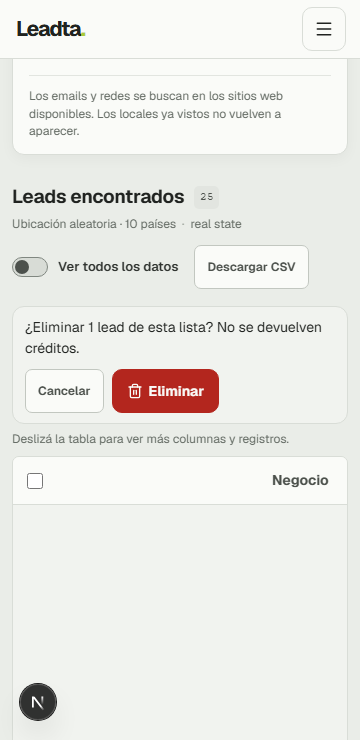 Leadta.
Los emails y redes se buscan en los sitios web
disponibles. Los locales ya vistos no vuelven a
aparecer.
Leads encontrados 25
Ubicación aleatoria · 10 países · real state
Ver todos los datos
Descargar CSV
¿Eliminar 1 lead de esta lista? No se devuelven
créditos.
Cancelar
Eliminar
Deslizá la tabla para ver más columnas y registros.
Negocio
N